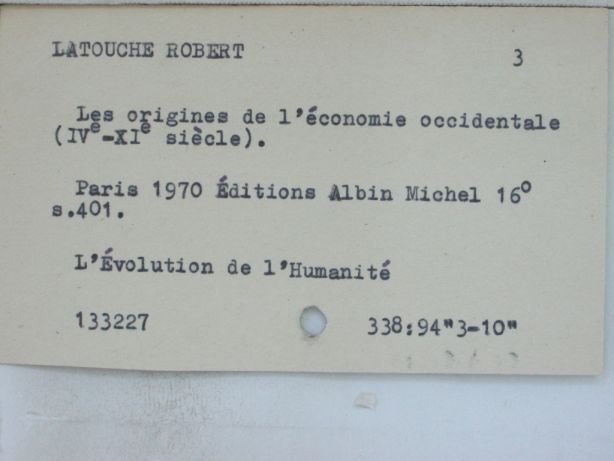 LATOUCHE ROBERT 3
Les origines de l'économie occidentale
(IVe-XIe siècle).
Paris 1970 Éditions Albin Michel 16o
s.401.
L'Évolution de l'Humanité
133227 338:94"3-10"